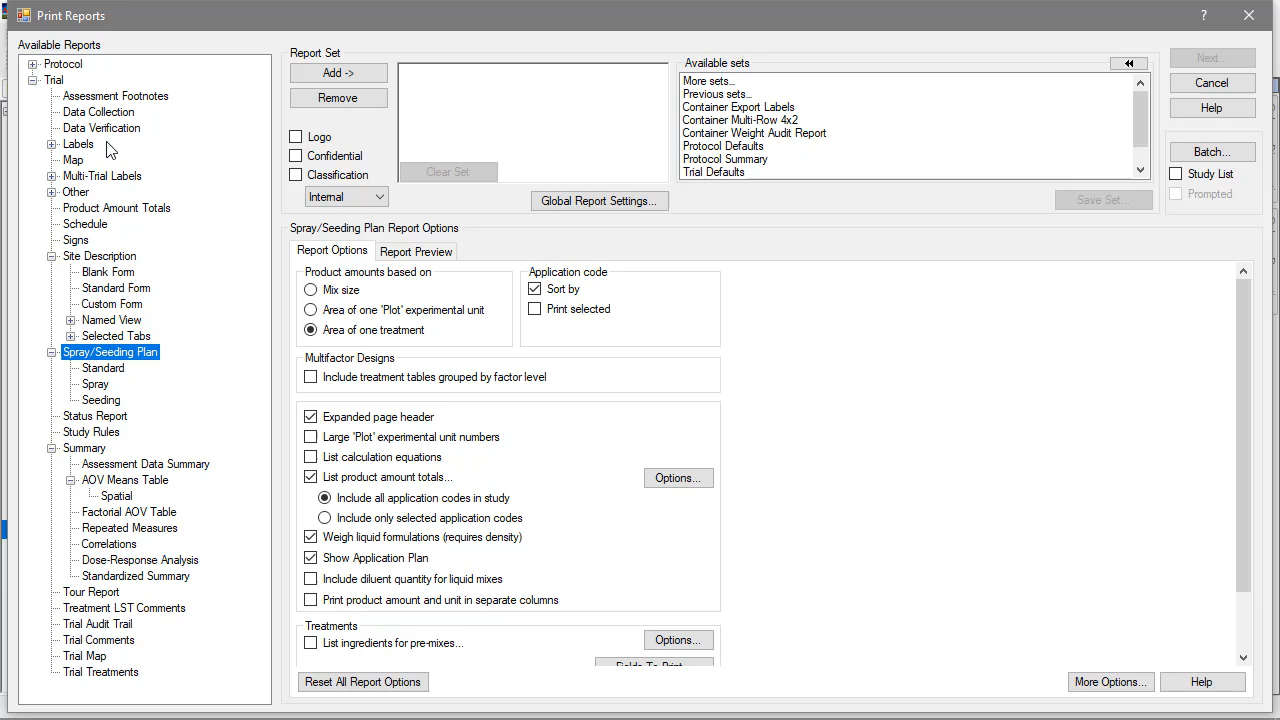 Print Reports
?
Available Reports
Protocol
Trial
Assessment Footnotes
Data Collection
Data Verification
Labels
Map
Multi-Trial Labels
Other
Product Amount Totals
Schedule
Signs
Site Description
Blank Form
Standard Form
Custom Form
Named View
Selected Tabs
Spray/Seeding Plan
Standard
Spray
Seeding
Status Report
Study Rules
Summary
Assessment Data Summary
AOV Means Table
Spatial
Factorial AOV Table
Repeated Measures
Correlations
Dose-Response Analysis
Standardized Summary
Tour Report
Treatment LST Comments
Trial Audit Trail
Trial Comments
Trial Map
Trial Treatments
Report Set
Add ->
Remove
Logo
Confidential
Classification
Internal
Clear Set
Global Report Settings...
Available sets
More sets...
Previous sets...
Container Export Labels
Container Multi-Row 4x2
Container Weight Audit Report
Protocol Defaults
Protocol Summary
Trial Defaults
Save Set...
Next...
Cancel
Help
Batch...
Study List
Prompted
Spray/Seeding Plan Report Options
Report Options
Report Preview
Product amounts based on
Mix size
Area of one 'Plot' experimental unit
Area of one treatment
Application code
Sort by
Print selected
Multifactor Designs
Include treatment tables grouped by factor level
Expanded page header
Large 'Plot' experimental unit numbers
List calculation equations
List product amount totals...
Options...
Include all application codes in study
Include only selected application codes
Weigh liquid formulations (requires density)
Show Application Plan
Include diluent quantity for liquid mixes
Print product amount and unit in separate columns
Treatments
List ingredients for pre-mixes...
Options...
Fields To Print...
Reset All Report Options
More Options...
Help